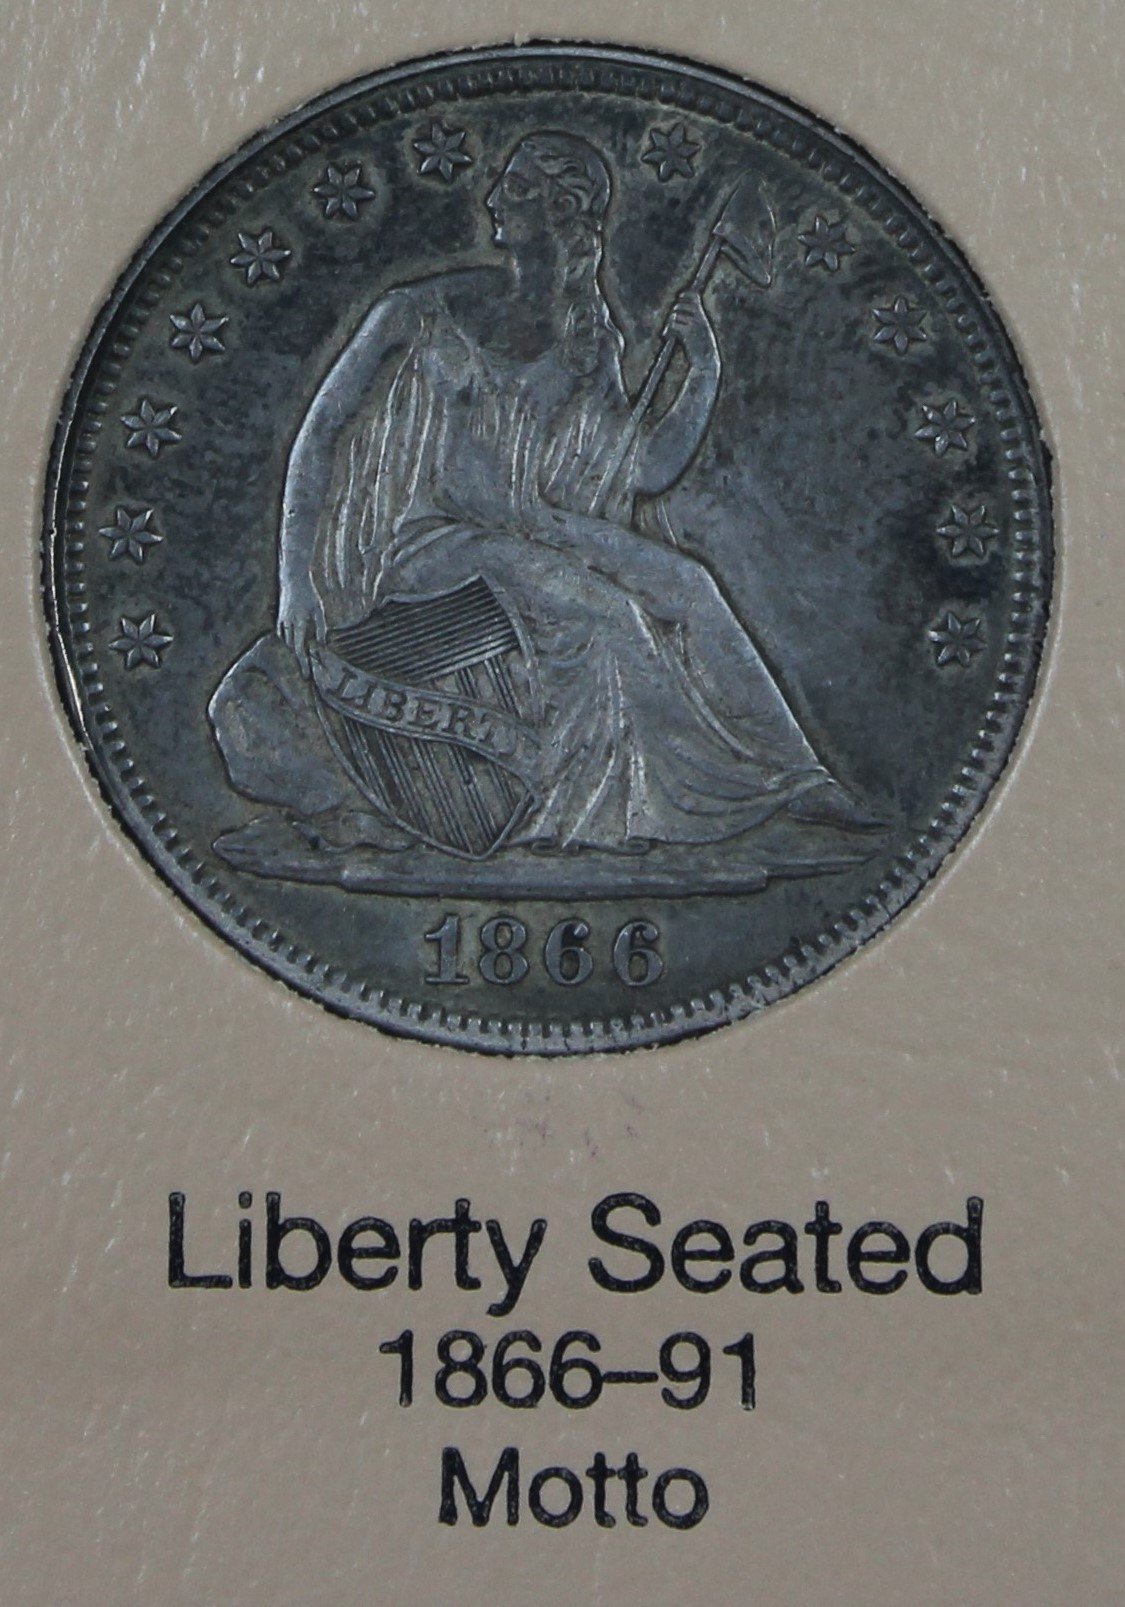 LIBERTY
1866
Liberty Seated
1866–91
Motto